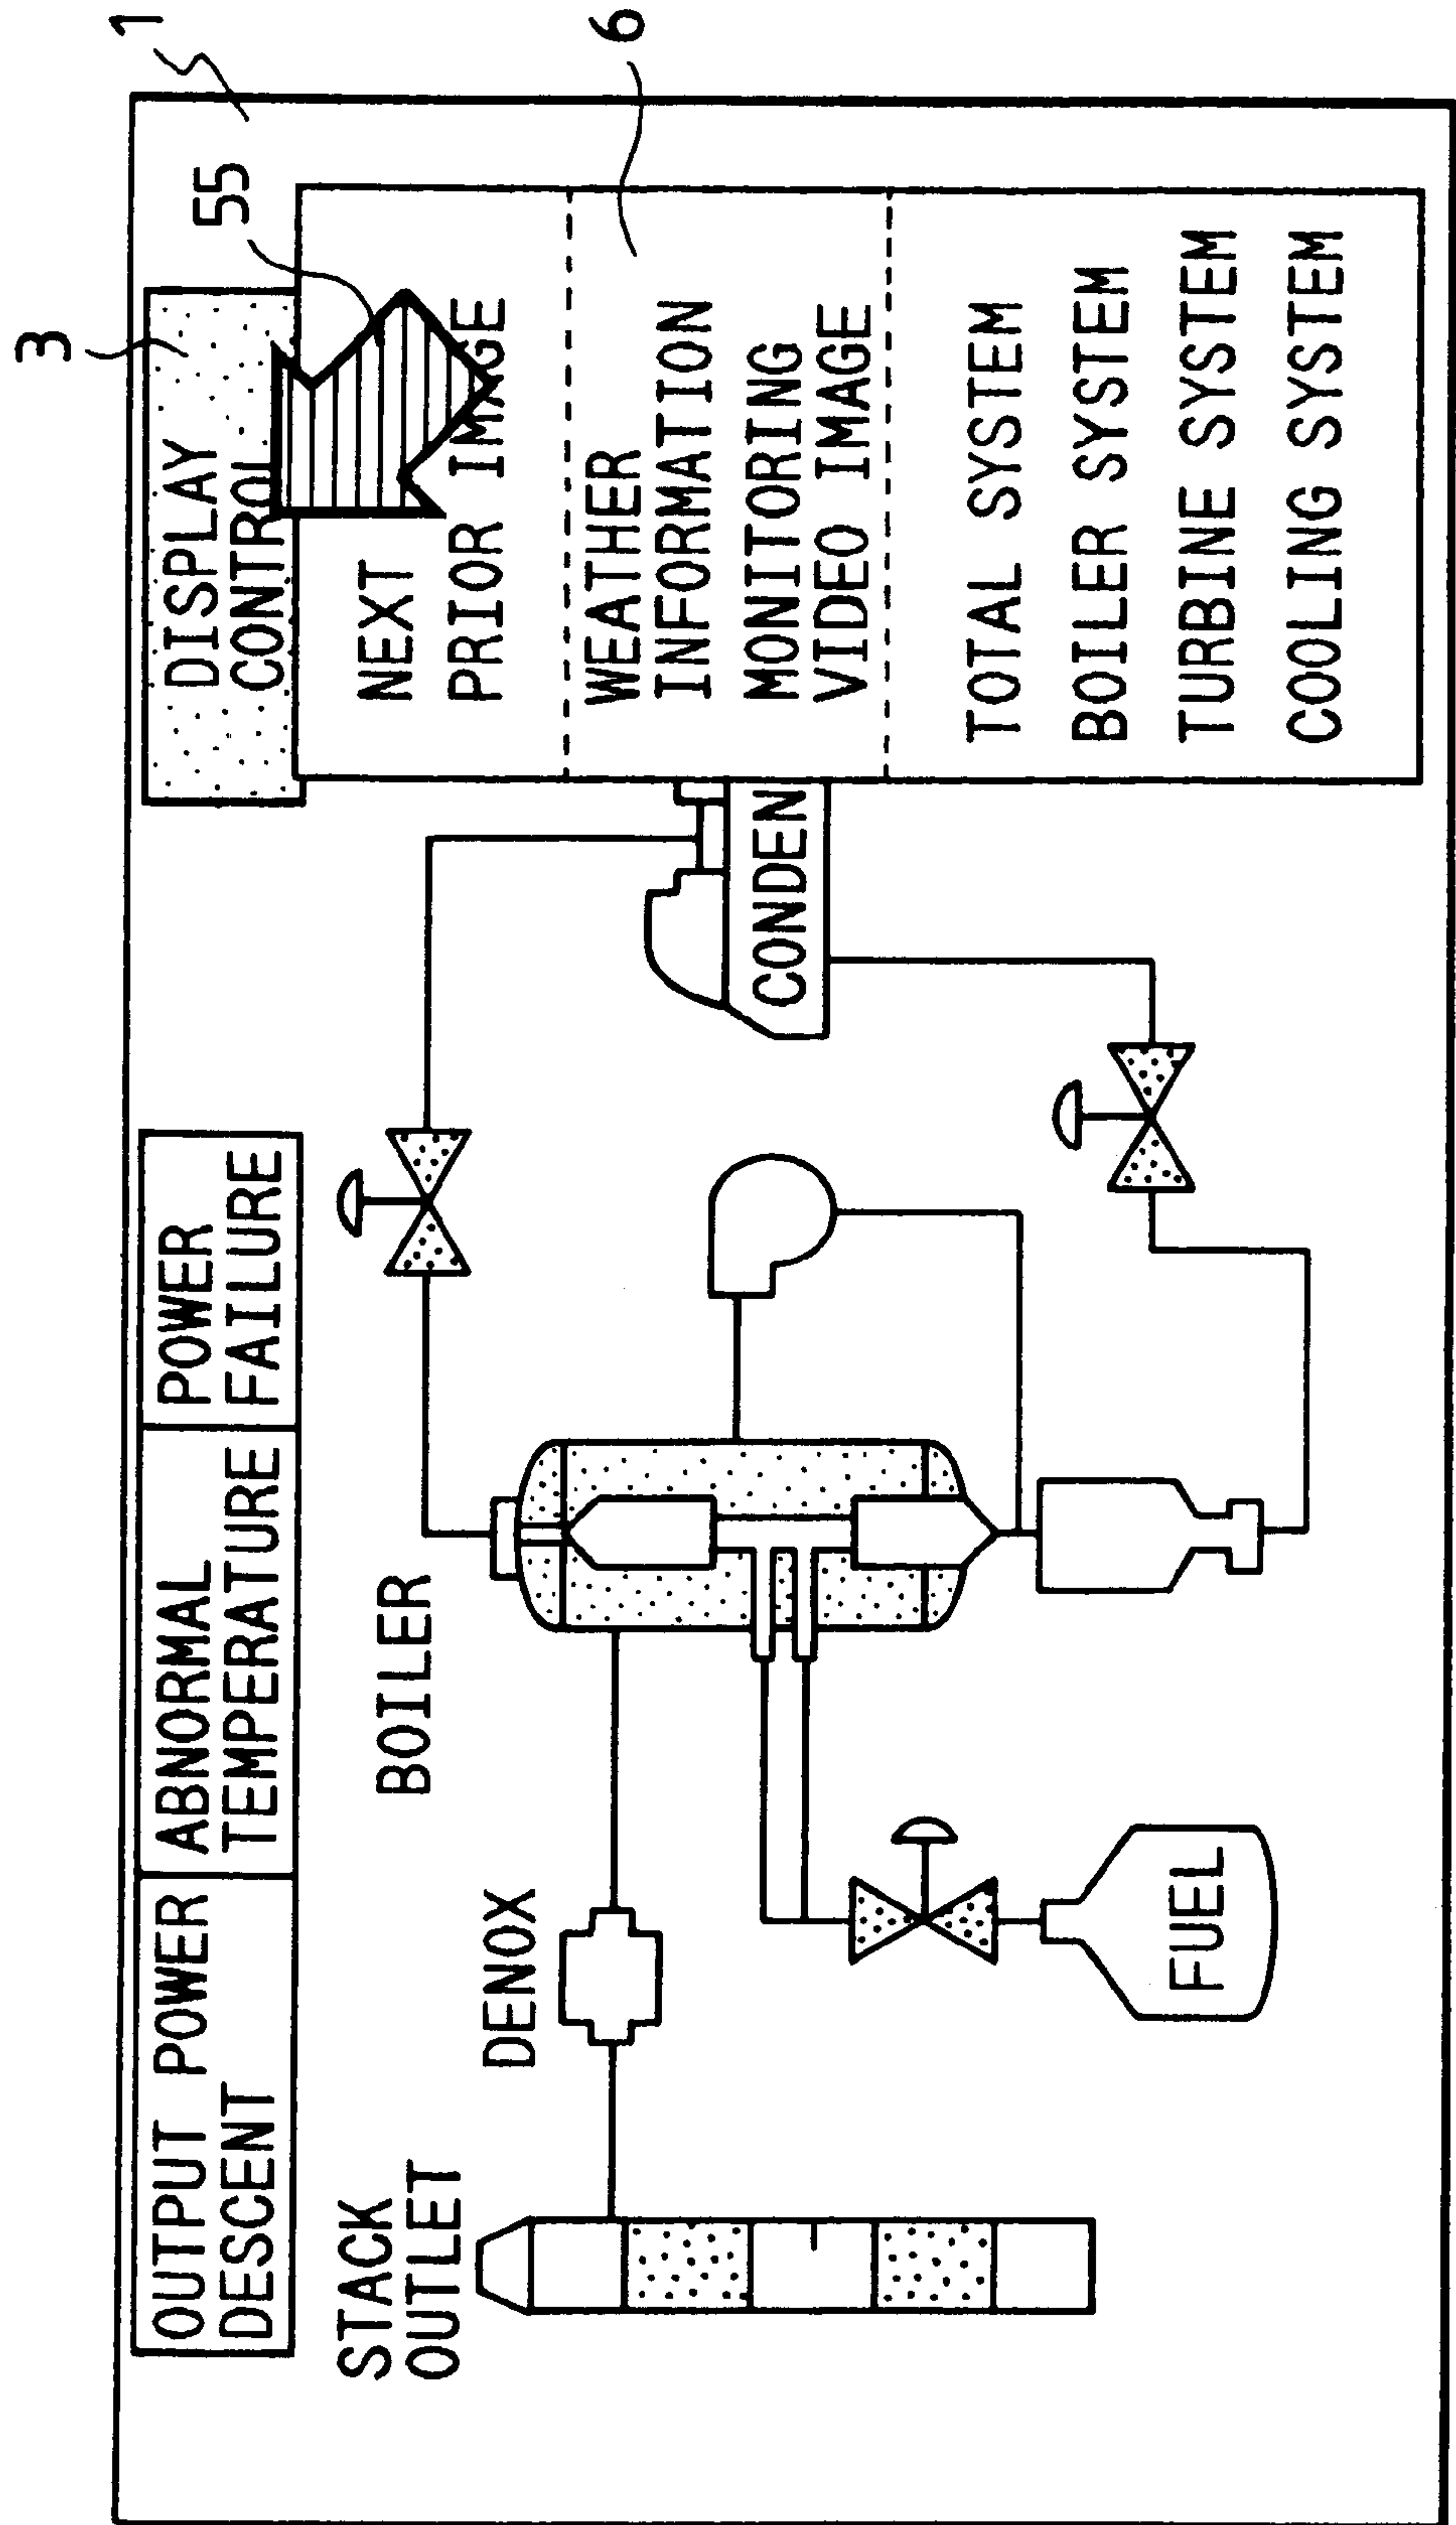 1
3
55
6
OUTPUT POWER
DESCENT
ABNORMAL
TEMPERATURE
POWER
FAILURE
DISPLAY
CONTROL
STACK
OUTLET
DENOX
BOILER
FUEL
CONDEN
NEXT
PRIOR IMAGE
WEATHER
INFORMATION
MONITORING
VIDEO IMAGE
TOTAL SYSTEM
BOILER SYSTEM
TURBINE SYSTEM
COOLING SYSTEM